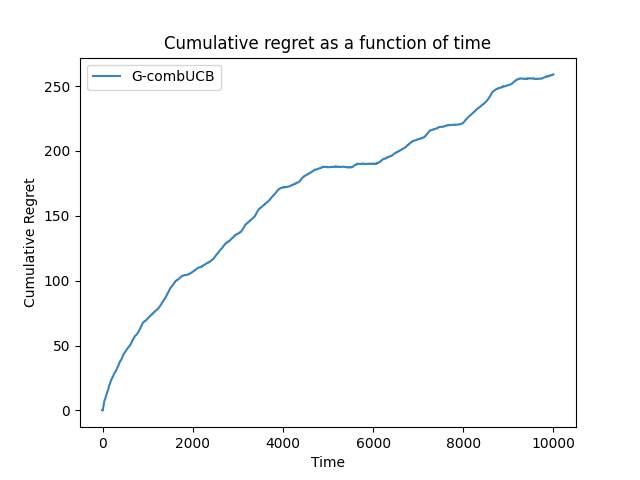 Cumulative regret as a function of time
G-combUCB
Cumulative Regret
250
200
150
100
50
0
0 2000 4000 6000 8000 10000
Time